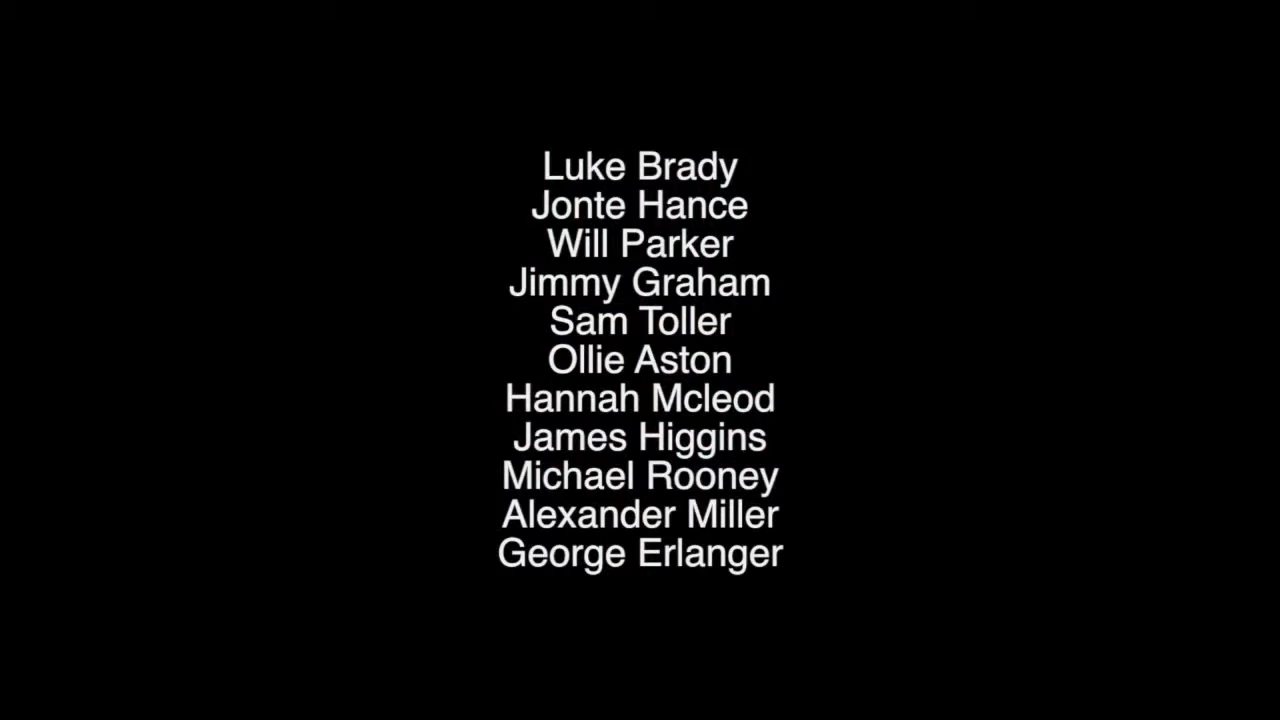 Luke Brady
Jonte Hance
Will Parker
Jimmy Graham
Sam Toller
Ollie Aston
Hannah Mcleod
James Higgins
Michael Rooney
Alexander Miller
George Erlanger